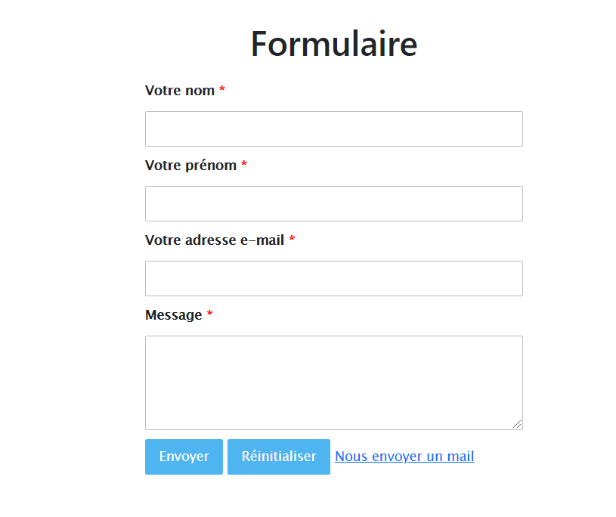 Formulaire
Votre nom *
Votre prénom *
Votre adresse e-mail *
Message *
Envoyer Réinitialiser Nous envoyer un mail